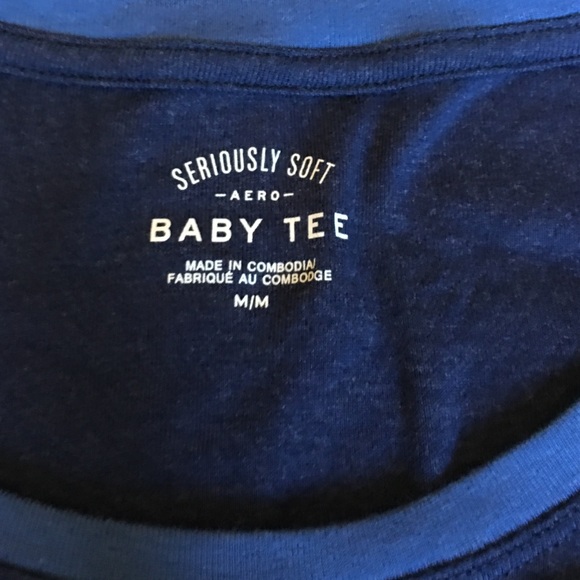 SERIOUSLY SOFT
-AERO-
BABY TEE
MADE IN COMBODIA/
FABRIQUÉ AU COMBODGE
M/M